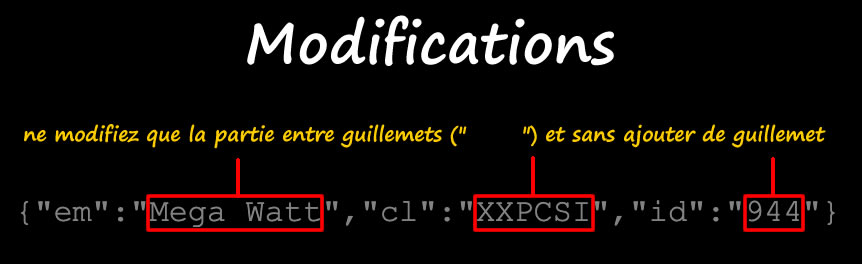 Modifications
ne modifiez que la partie entre guillemets (" ") et sans ajouter de guillemet
{"em":"Mega Watt","cl":"XXPCSI","id":"944"}